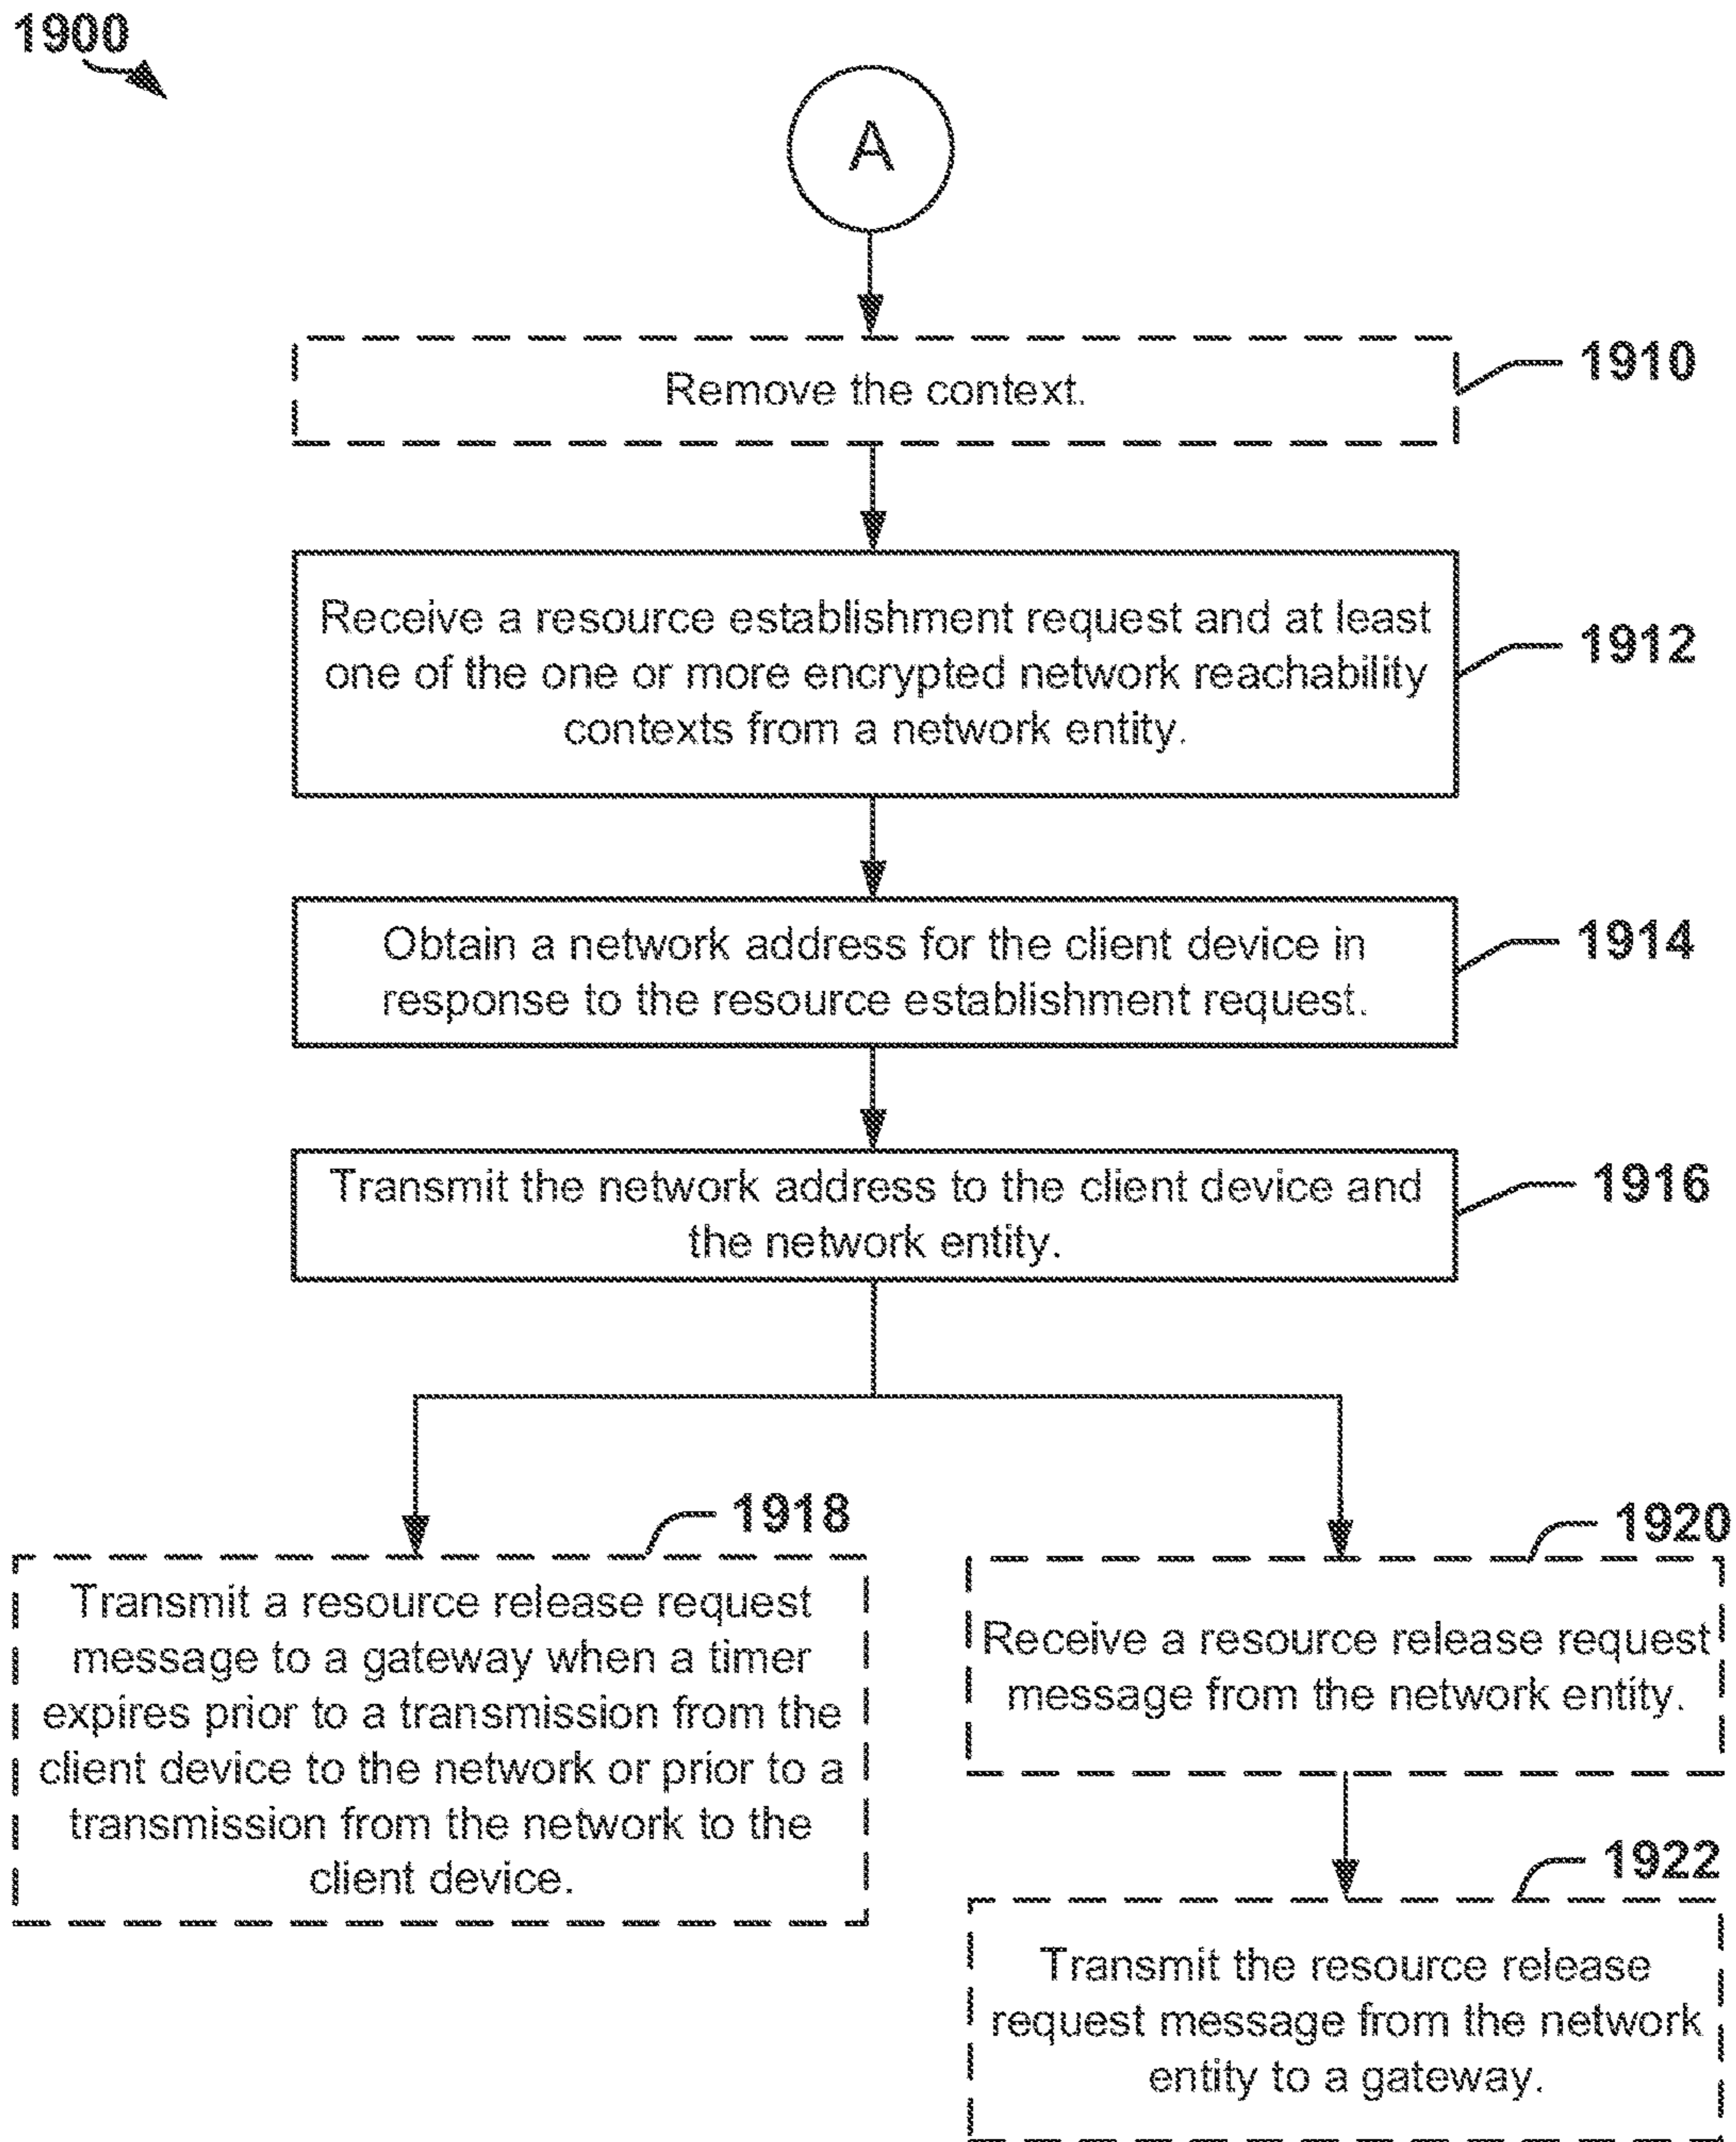 1900
A
Remove the context.
1910
Receive a resource establishment request and at least
one of the one or more encrypted network reachability
contexts from a network entity.
1912
Obtain a network address for the client device in
response to the resource establishment request.
1914
Transmit the network address to the client device and
the network entity.
1916
1918
Transmit a resource release request
message to a gateway when a timer
expires prior to a transmission from the
client device to the network or prior to a
transmission from the network to the
client device.
1920
Receive a resource release request
message from the network entity.
1922
Transmit the resource release
request message from the network
entity to a gateway.